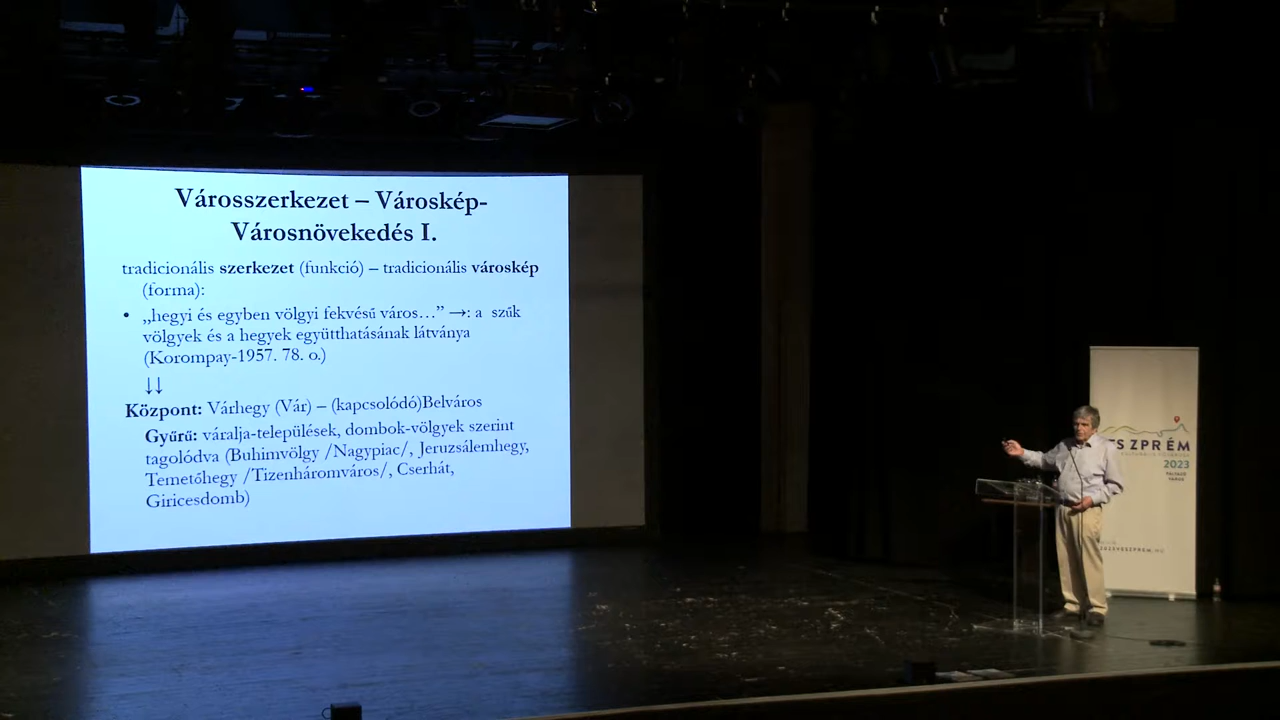 Városszerkezet – Városkép-
Városnövekedés I.
tradicionális szerkezet (funkció) – tradicionális városkép
(forma):
• „hegyi és egyben völgyi fekvésű város…” →: a szűk
völgyek és a hegyek együtthatásának látványa
(Korompay-1957. 78. o.)
↓↓
Központ: Várhegy (Vár) – (kapcsolódó)Belváros
Gyűrű: váralja-települések, dombok-völgyek szerint
tagolódva (Buhimvölgy /Nagypiac/, Jeruzsálemhegy,
Temetőhegy /Tizenháromváros/, Cserhát,
Giricesdomb)
ESZPRÉM
2023